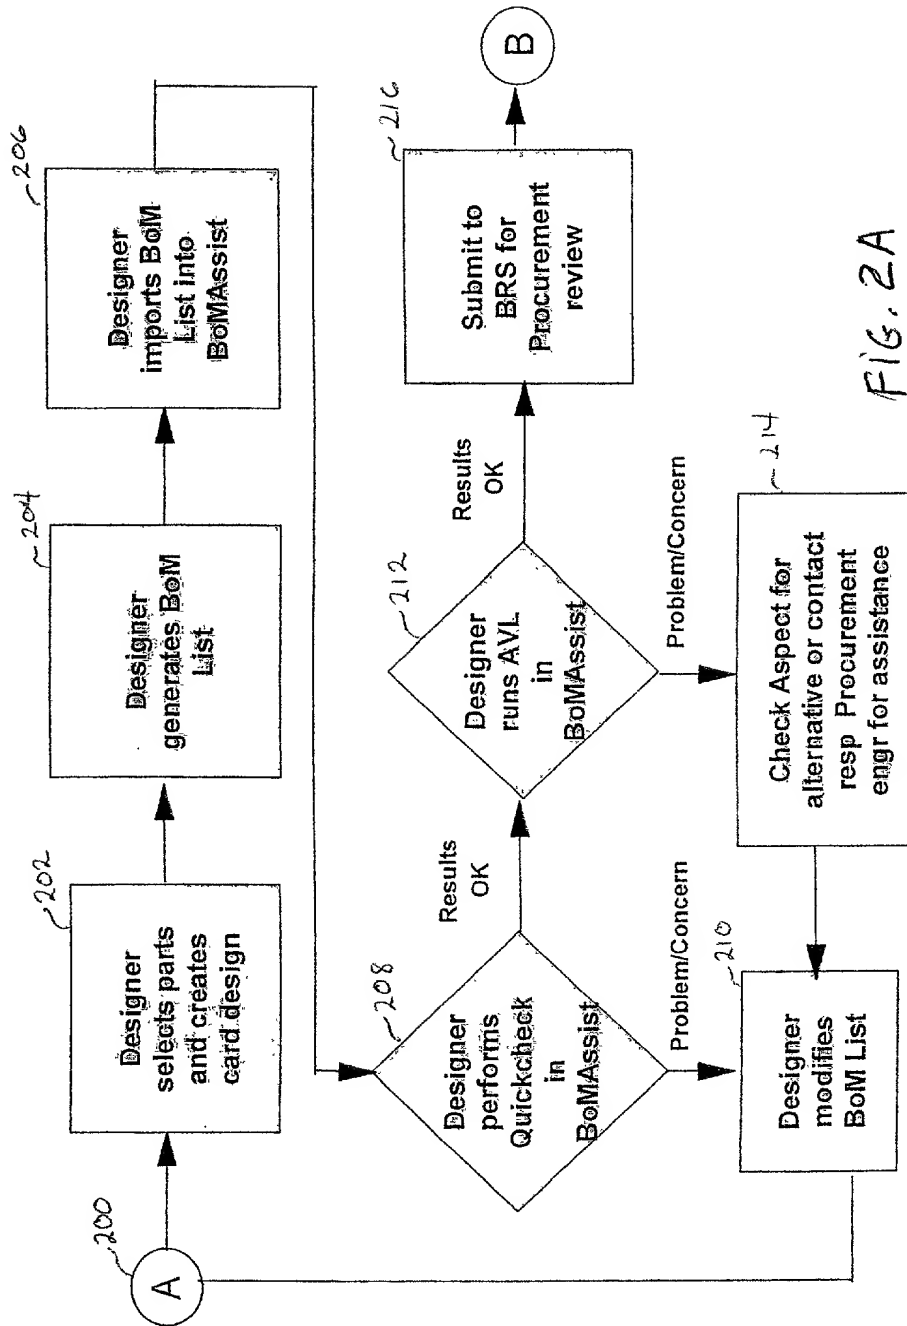 200
A
202
Designer
selects parts
and creates
card design
204
Designer
generates BoM
List
206
Designer
imports BoM
List into
BoMAssist
208
Designer
performs
Quickcheck
in
BoMAssist
Results
OK
Problem/Concern
210
Designer
modifies
BoM List
212
Designer
runs AVL
in
BoMAssist
Results
OK
Problem/Concern
214
Check Aspect for
alternative or contact
resp Procurement
engr for assistance
216
Submit to
BRS for
Procurement
review
B
FIG. 2A